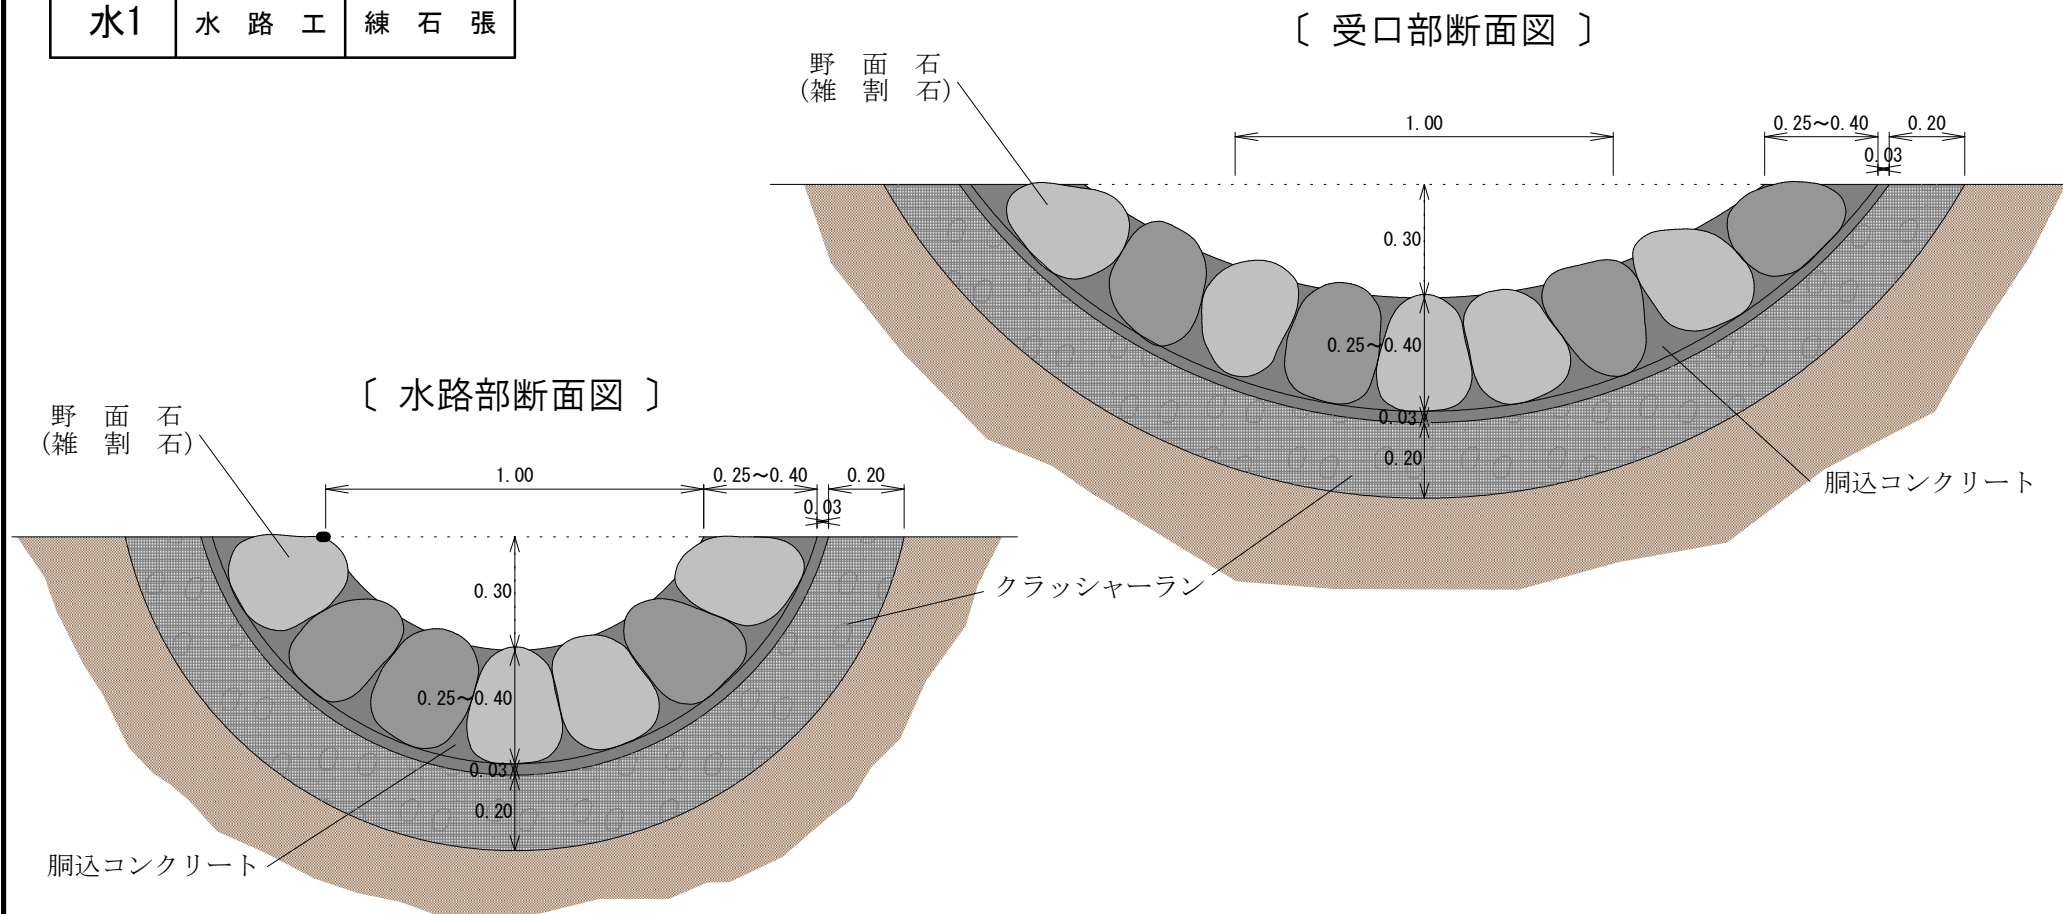 水1 水 路 工 練 石 張
〔 受口部断面図 〕
野 面 石
(雑 割 石)
1.00
0.25~0.40
0.20
0.03
0.30
0.25~0.40
0.03
0.20
胴込コンクリート
クラッシャーラン
〔 水路部断面図 〕
野 面 石
(雑 割 石)
1.00
0.25~0.40
0.20
0.03
0.30
0.25~0.40
0.03
0.20
胴込コンクリート